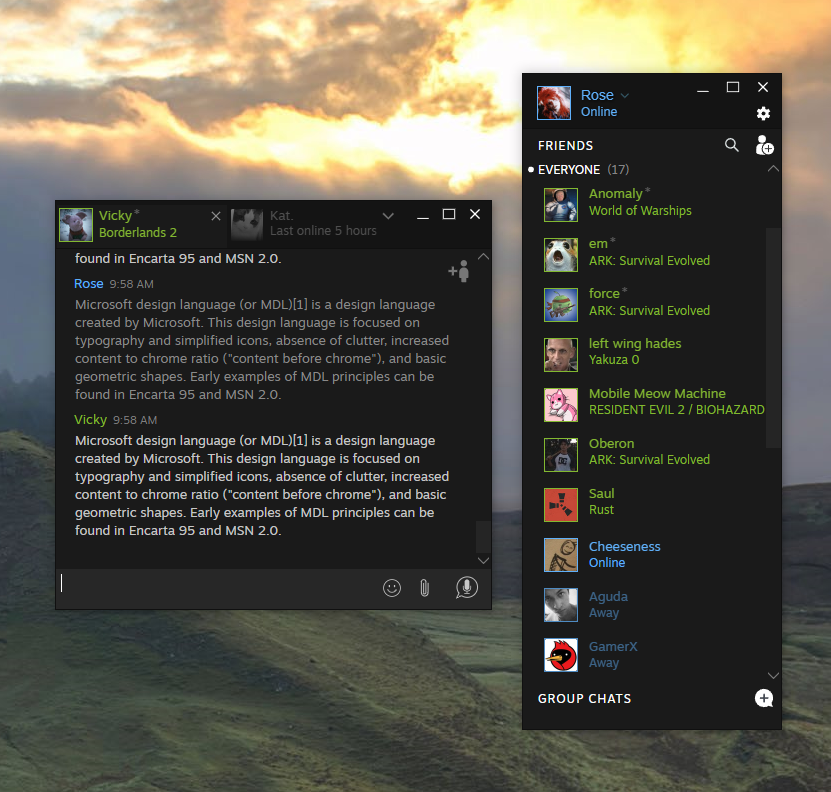 Vicky*
Borderlands 2
Kat.
Last online 5 hours
found in Encarta 95 and MSN 2.0.
Rose 9:58 AM
Microsoft design language (or MDL)[1] is a design language
created by Microsoft. This design language is focused on
typography and simplified icons, absence of clutter, increased
content to chrome ratio ("content before chrome"), and basic
geometric shapes. Early examples of MDL principles can be
found in Encarta 95 and MSN 2.0.
Vicky 9:58 AM
Microsoft design language (or MDL)[1] is a design language
created by Microsoft. This design language is focused on
typography and simplified icons, absence of clutter, increased
content to chrome ratio ("content before chrome"), and basic
geometric shapes. Early examples of MDL principles can be
found in Encarta 95 and MSN 2.0.
Rose
Online
FRIENDS
EVERYONE (17)
Anomaly*
World of Warships
em*
ARK: Survival Evolved
force*
ARK: Survival Evolved
left wing hades
Yakuza 0
Mobile Meow Machine
RESIDENT EVIL 2 / BIOHAZARD
Oberon
ARK: Survival Evolved
Saul
Rust
Cheeseness
Online
Aguda
Away
GamerX
Away
GROUP CHATS